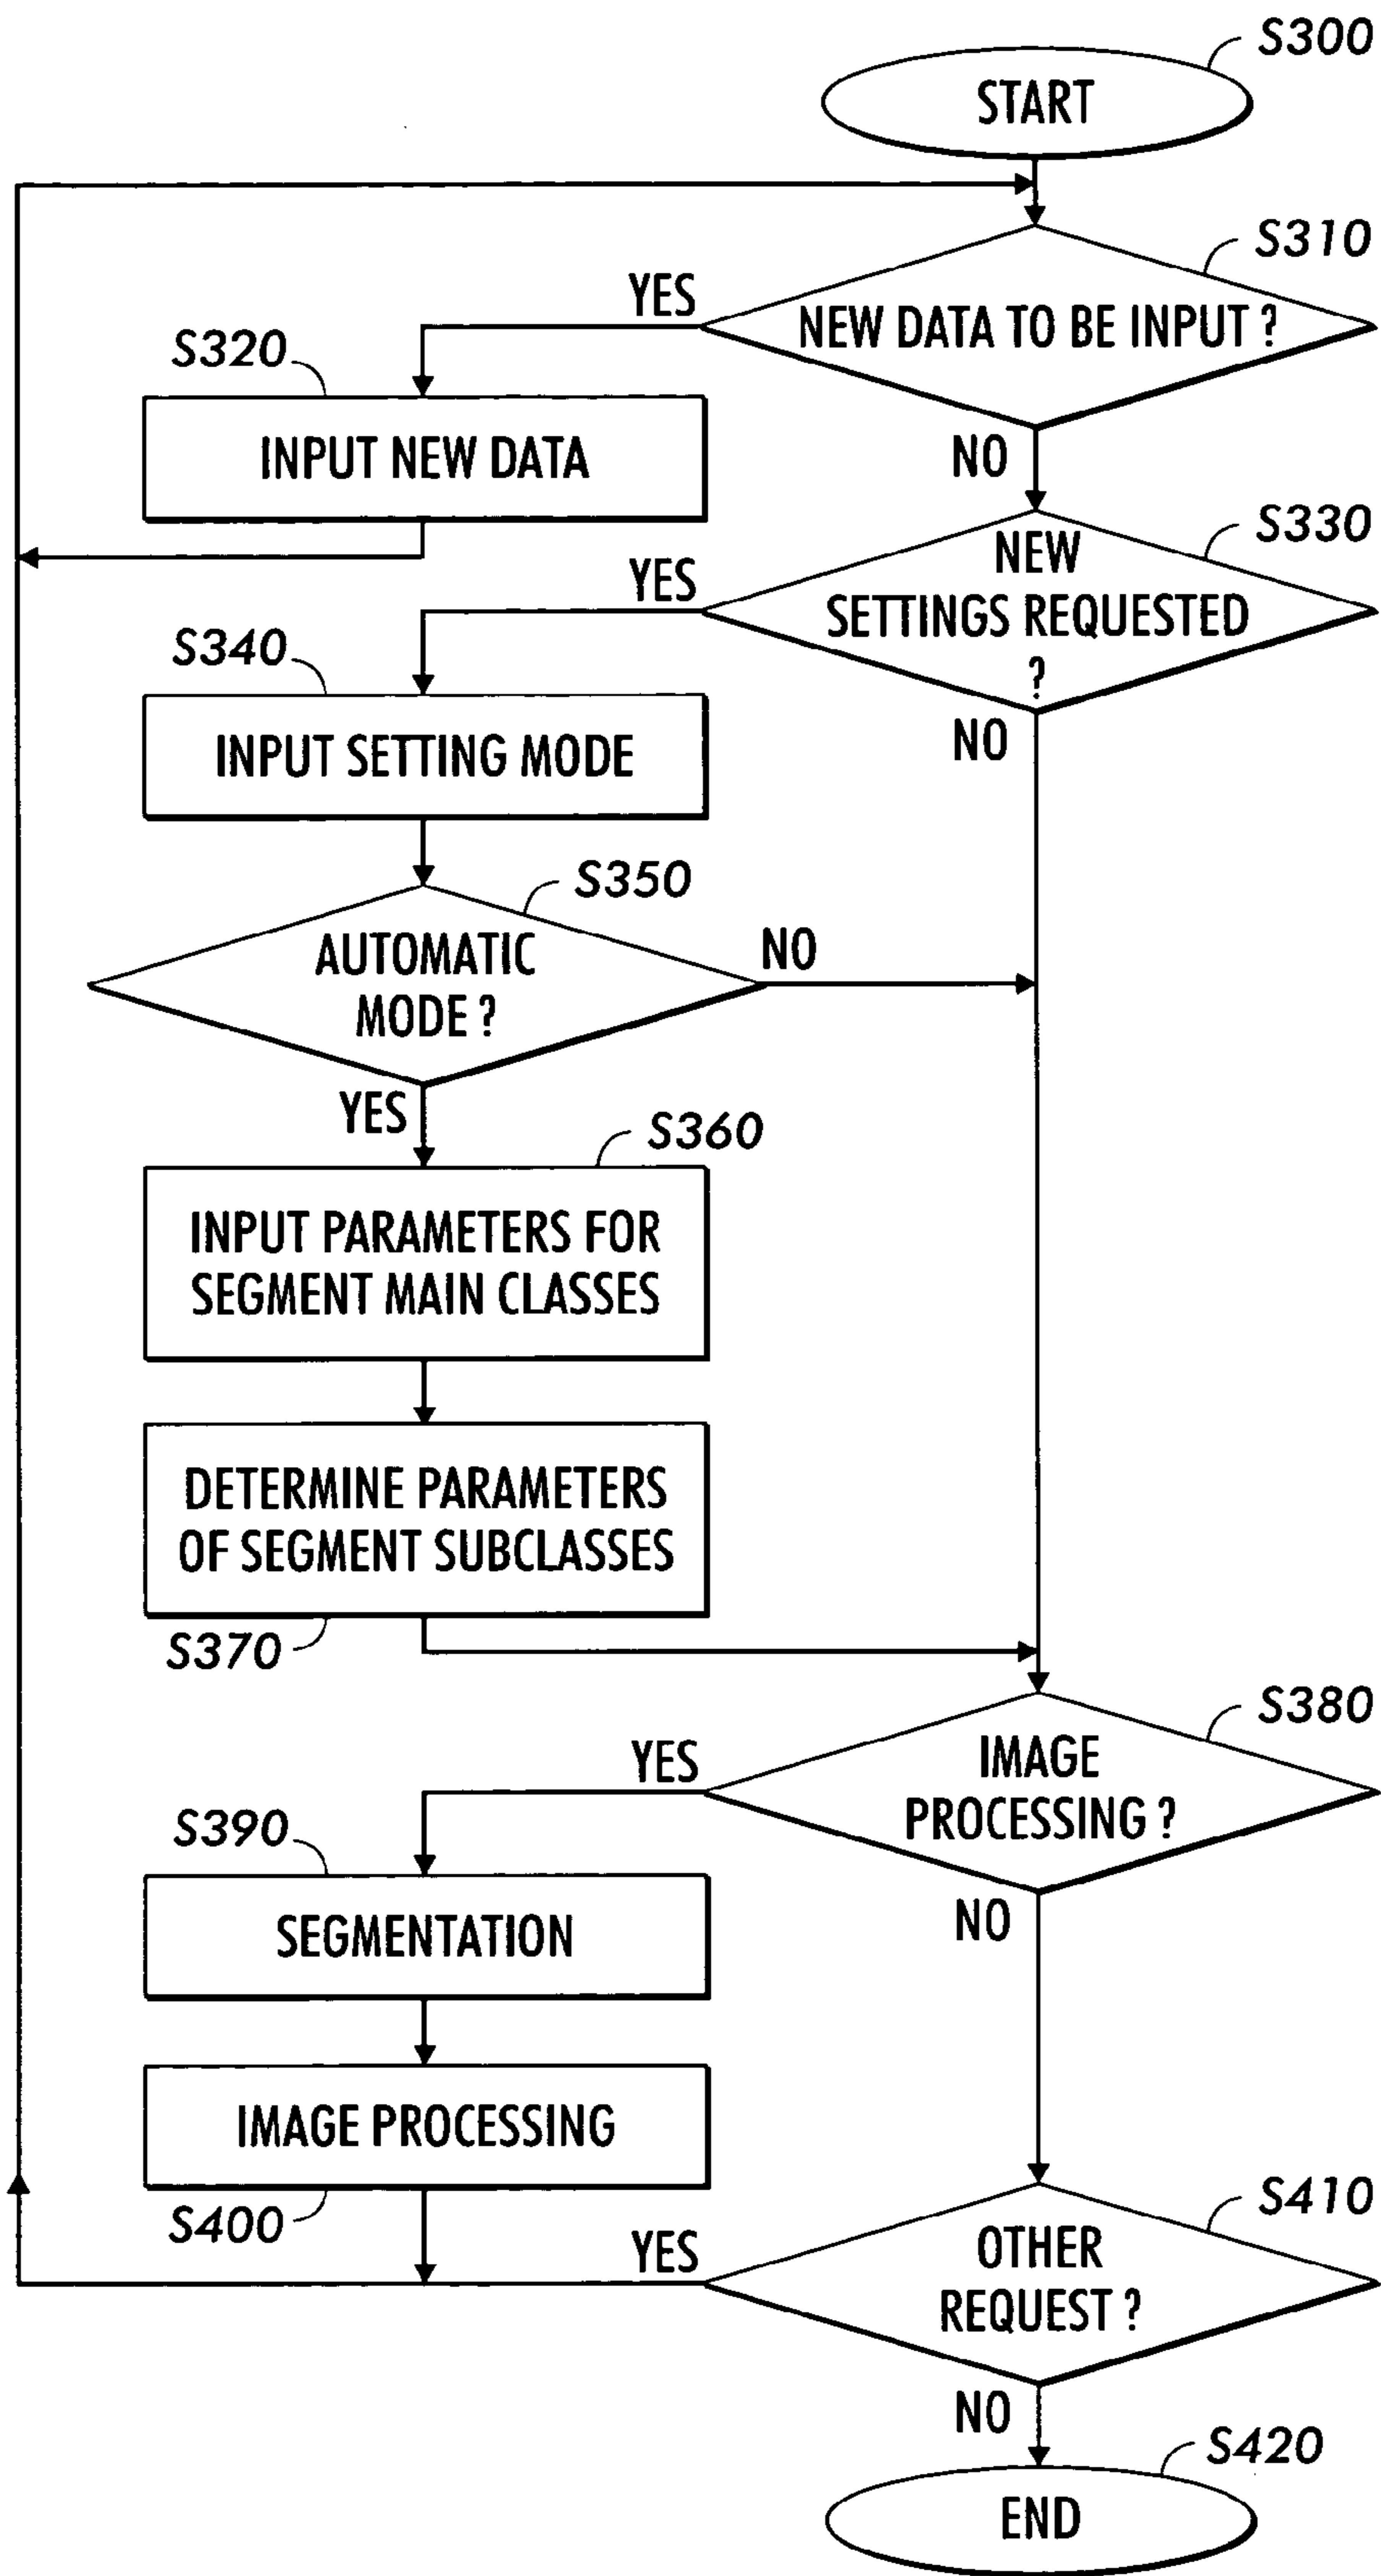 S300
START
S310
YES
NEW DATA TO BE INPUT ?
S320
INPUT NEW DATA
NO
S330
YES
NEW
SETTINGS REQUESTED
?
S340
INPUT SETTING MODE
NO
S350
AUTOMATIC
MODE ?
NO
YES
S360
INPUT PARAMETERS FOR
SEGMENT MAIN CLASSES
DETERMINE PARAMETERS
OF SEGMENT SUBCLASSES
S370
S380
YES
IMAGE
PROCESSING ?
S390
SEGMENTATION
NO
IMAGE PROCESSING
S400
S410
YES
OTHER
REQUEST ?
NO
S420
END